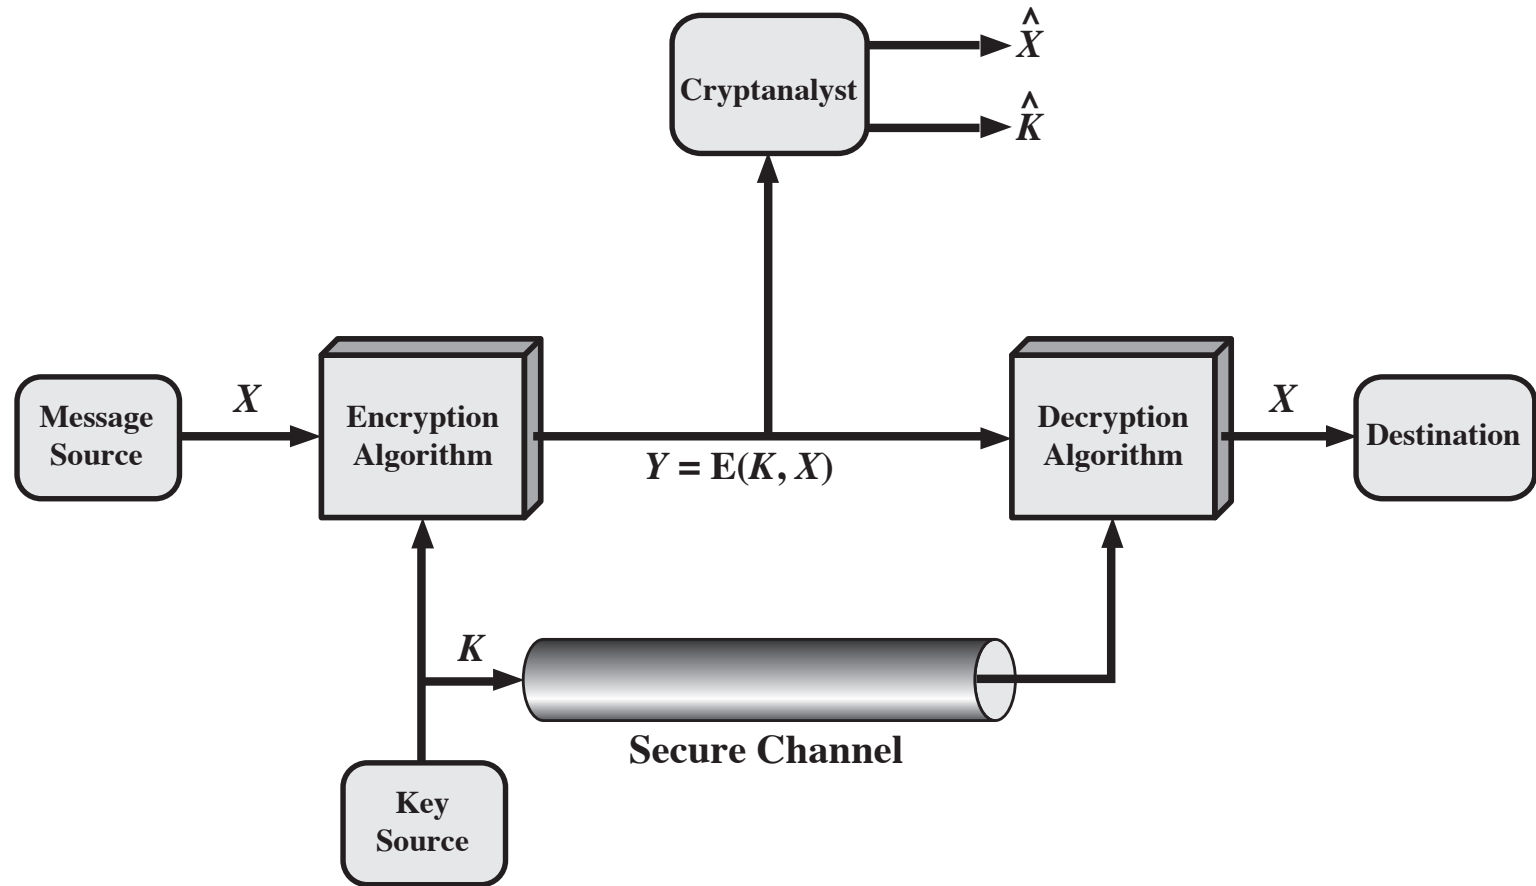 Cryptanalyst
X̂
K̂
Message
Source
X
Encryption
Algorithm
Y = E(K, X)
Decryption
Algorithm
X
Destination
K
Secure Channel
Key
Source